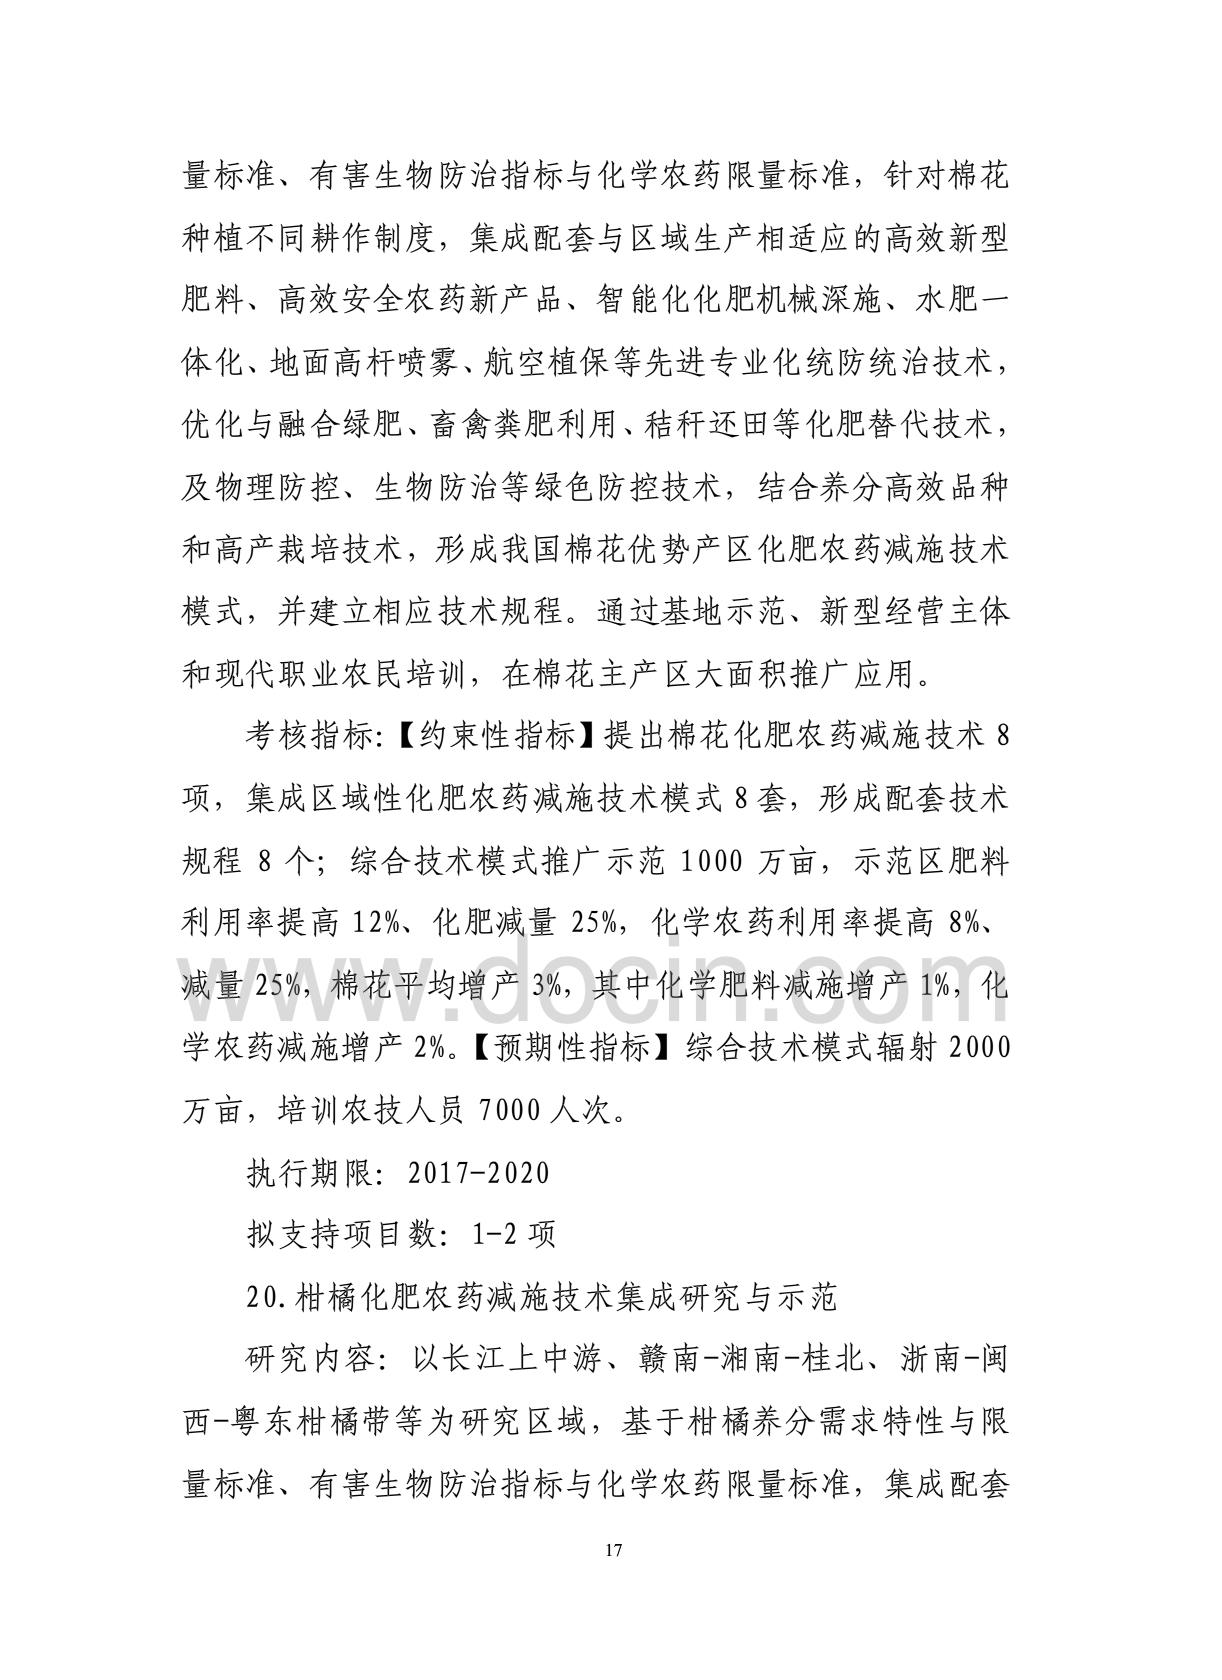 量标准、有害生物防治指标与化学农药限量标准，针对棉花
种植不同耕作制度，集成配套与区域生产相适应的高效新型
肥料、高效安全农药新产品、智能化化肥机械深施、水肥一
体化、地面高杆喷雾、航空植保等先进专业化统防统治技术，
优化与融合绿肥、畜禽粪肥利用、秸秆还田等化肥替代技术，
及物理防控、生物防治等绿色防控技术，结合养分高效品种
和高产栽培技术，形成我国棉花优势产区化肥农药减施技术
模式，并建立相应技术规程。通过基地示范、新型经营主体
和现代职业农民培训，在棉花主产区大面积推广应用。
考核指标：【约束性指标】提出棉花化肥农药减施技术 8
项，集成区域性化肥农药减施技术模式 8 套，形成配套技术
规程 8 个；综合技术模式推广示范 1000 万亩，示范区肥料
利用率提高 12%、化肥减量 25%，化学农药利用率提高 8%、
减量 25%，棉花平均增产 3%，其中化学肥料减施增产 1%，化
学农药减施增产 2%。【预期性指标】综合技术模式辐射 2000
万亩，培训农技人员 7000 人次。
执行期限：2017-2020
拟支持项目数：1-2 项
20.柑橘化肥农药减施技术集成研究与示范
研究内容：以长江上中游、赣南-湘南-桂北、浙南-闽
西-粤东柑橘带等为研究区域，基于柑橘养分需求特性与限
量标准、有害生物防治指标与化学农药限量标准，集成配套
17
www.docin.com